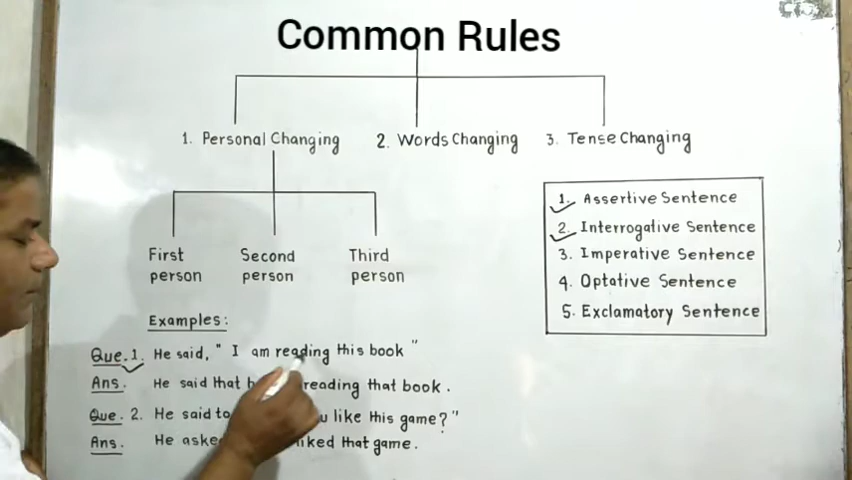 Common Rules
1. Personal Changing 2. Words Changing 3. Tense Changing
First person
Second person
Third person
1. Assertive Sentence
2. Interrogative Sentence
3. Imperative Sentence
4. Optative Sentence
5. Exclamatory Sentence
Examples:
Que. 1. He said, " I am reading this book "
Ans. He said that reading that book.
Que. 2. He said to like this game? "
Ans. He liked that game.